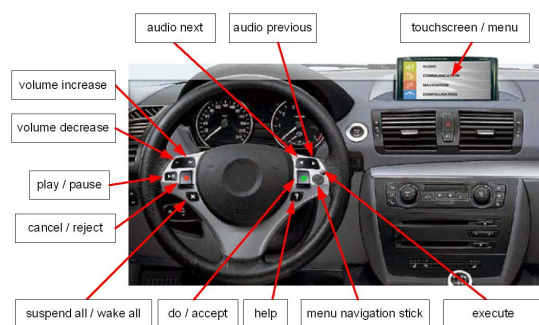 audio next
audio previous
touchscreen / menu
AUDIO
COMMUNICATION
NAVIGATION
CONFIGURATION
volume increase
volume decrease
play / pause
cancel / reject
suspend all / wake all
do / accept
help
menu navigation stick
execute